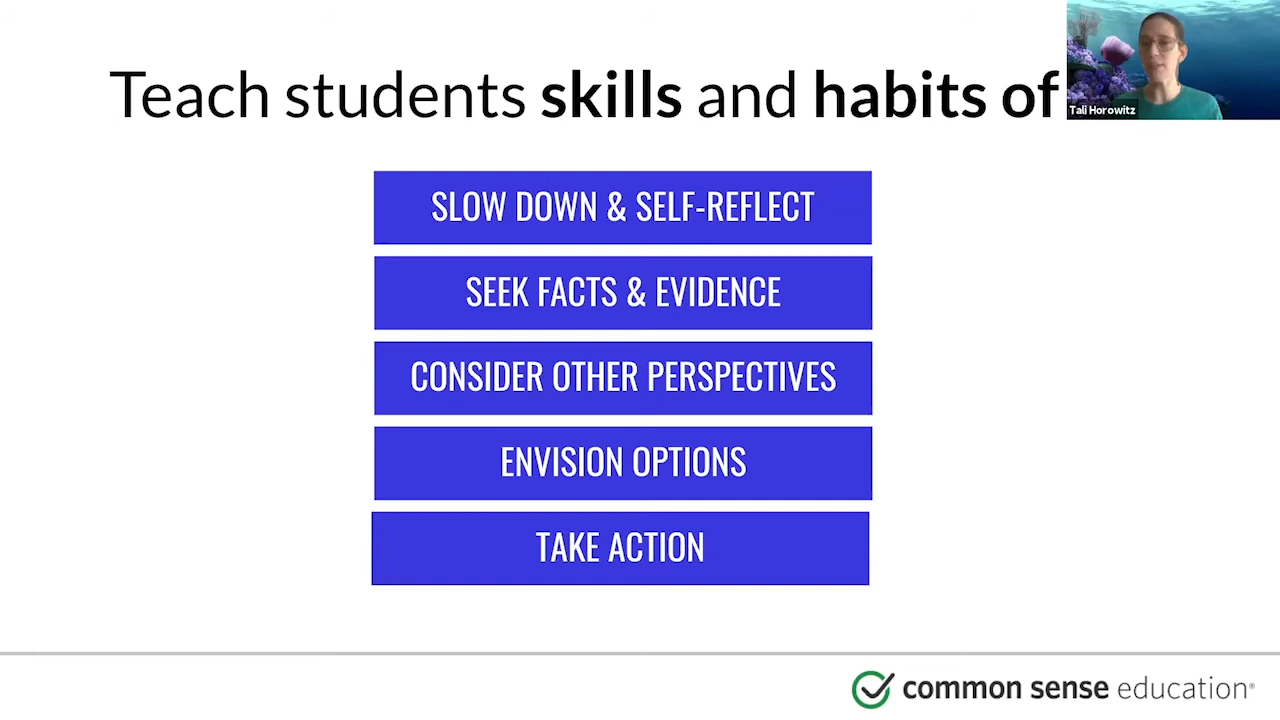 Teach students skills and habits of
Tali Horowitz
SLOW DOWN & SELF-REFLECT
SEEK FACTS & EVIDENCE
CONSIDER OTHER PERSPECTIVES
ENVISION OPTIONS
TAKE ACTION
common sense education®